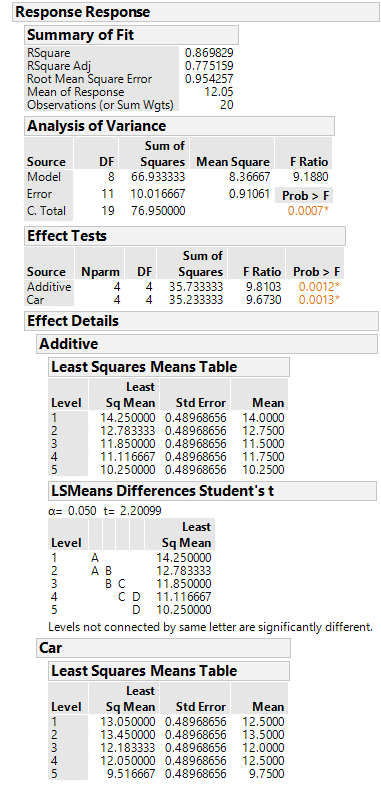 Response Response
Summary of Fit
RSquare 0.869829
RSquare Adj 0.775159
Root Mean Square Error 0.954257
Mean of Response 12.05
Observations (or Sum Wgts) 20
Analysis of Variance
Sum of
Source DF Squares Mean Square F Ratio
Model 8 66.933333 8.36667 9.1880
Error 11 10.016667 0.91061 Prob > F
C. Total 19 76.950000 0.0007*
Effect Tests
Sum of
Source Nparm DF Squares F Ratio Prob > F
Additive 4 4 35.733333 9.8103 0.0012*
Car 4 4 35.233333 9.6730 0.0013*
Effect Details
Additive
Least Squares Means Table
Least
Level Sq Mean Std Error Mean
1 14.250000 0.48968656 14.0000
2 12.783333 0.48968656 12.7500
3 11.850000 0.48968656 11.5000
4 11.116667 0.48968656 11.7500
5 10.250000 0.48968656 10.2500
LSMeans Differences Student's t
α= 0.050 t= 2.20099
Least
Level Sq Mean
1 A 14.250000
2 A B 12.783333
3 B C 11.850000
4 C D 11.116667
5 D 10.250000
Levels not connected by same letter are significantly different.
Car
Least Squares Means Table
Least
Level Sq Mean Std Error Mean
1 13.050000 0.48968656 12.5000
2 13.450000 0.48968656 13.5000
3 12.183333 0.48968656 12.0000
4 12.050000 0.48968656 12.5000
5 9.516667 0.48968656 9.7500